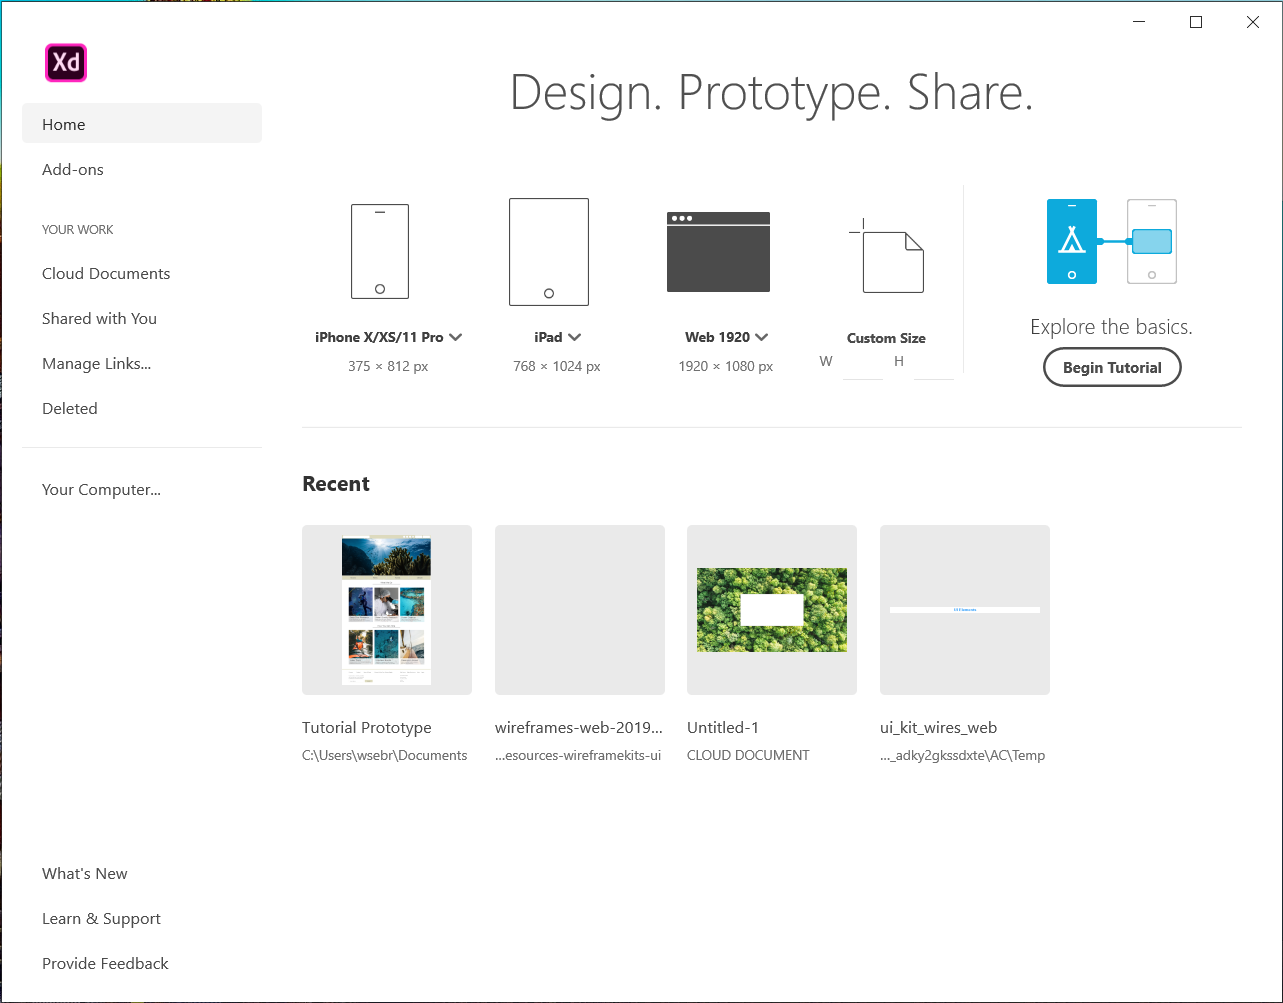 Xd
Design. Prototype. Share.
Home
Add-ons
YOUR WORK
Cloud Documents
Shared with You
Manage Links...
Deleted
Your Computer...
What's New
Learn & Support
Provide Feedback
iPhone X/XS/11 Pro
375 × 812 px
iPad
768 × 1024 px
Web 1920
1920 × 1080 px
Custom Size
W H
Explore the basics.
Begin Tutorial
Recent
Tutorial Prototype
C:\Users\wsebr\Documents
wireframes-web-2019...
...esources-wireframekits-ui
Untitled-1
CLOUD DOCUMENT
UI Elements
ui_kit_wires_web
..._adky2gkssdxte\AC\Temp